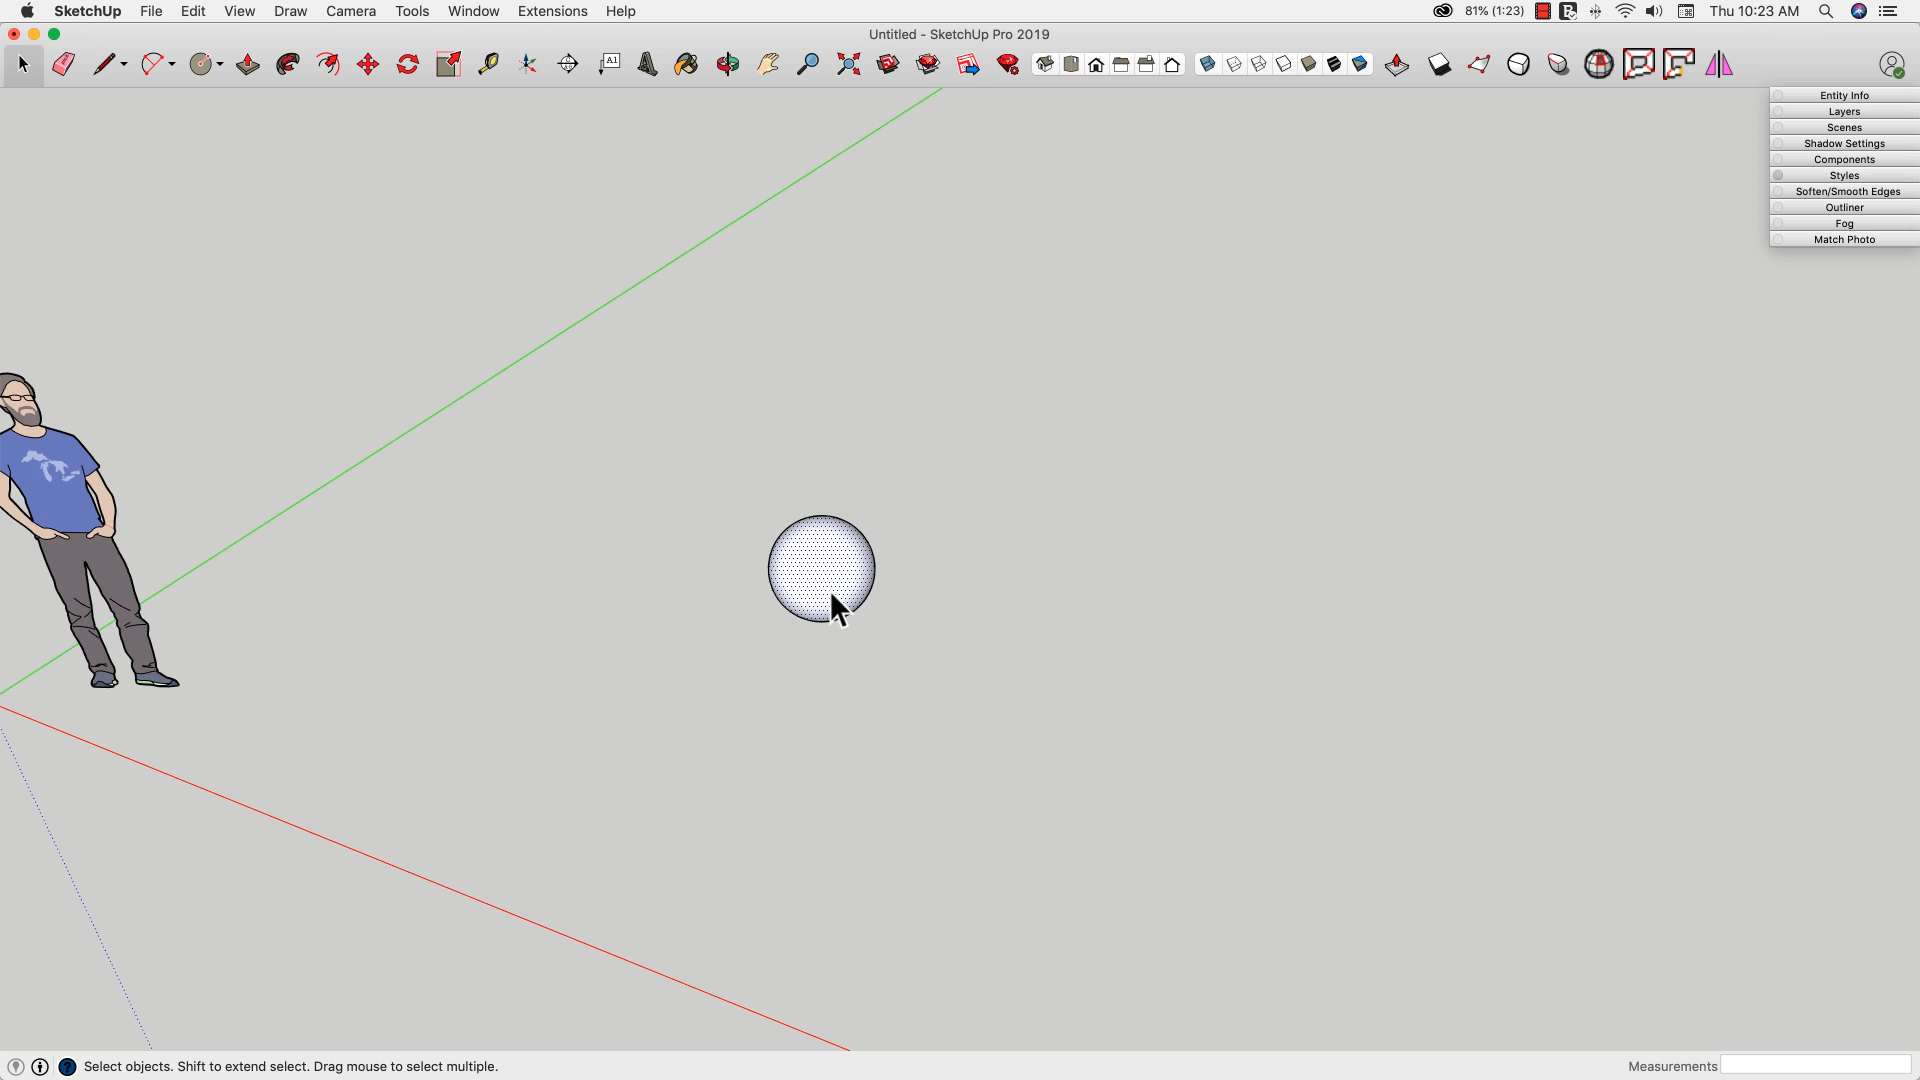 SketchUp File Edit View Draw Camera Tools Window Extensions Help 81% (1:23) Thu 10:23 AM
Untitled - SketchUp Pro 2019
A1
Entity Info
Layers
Scenes
Shadow Settings
Components
Styles
Soften/Smooth Edges
Outliner
Fog
Match Photo
Select objects. Shift to extend select. Drag mouse to select multiple. Measurements